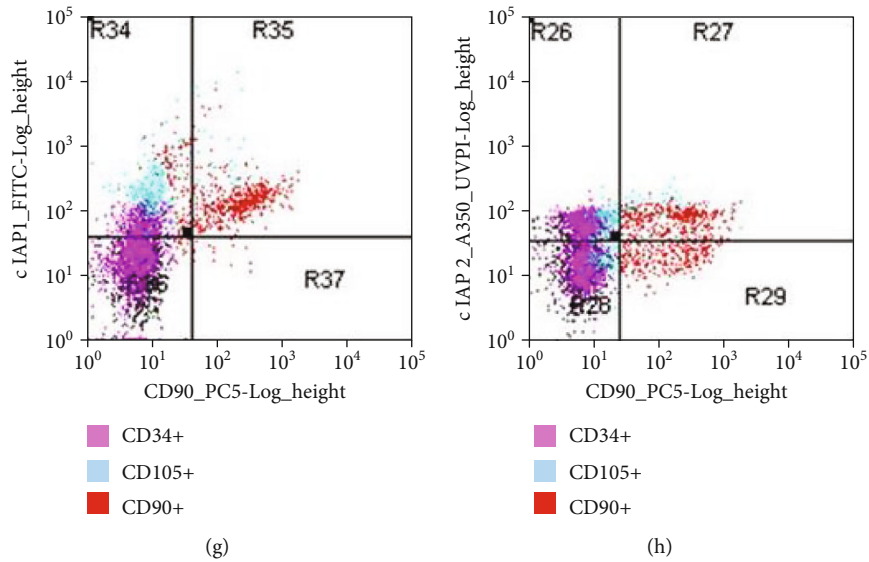 10^5
R34
R35
10^4
10^3
10^2
10^1
R37
10^0
10^0 10^1 10^2 10^3 10^4 10^5
c IAP1_FITC-Log_height
CD90_PC5-Log_height
CD34+
CD105+
CD90+
(g)
10^5
R26
R27
10^4
10^3
10^2
10^1
R29
R28
10^0
10^0 10^1 10^2 10^3 10^4 10^5
c IAP 2_A350_UVPI-Log_height
CD90_PC5-Log_height
CD34+
CD105+
CD90+
(h)